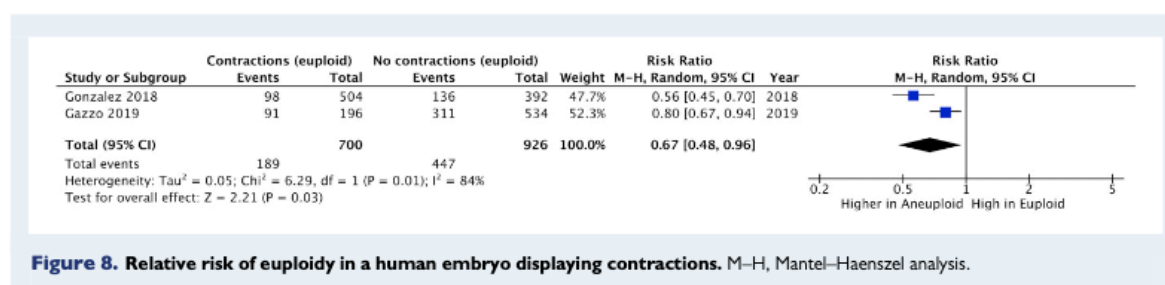 Contractions (euploid) No contractions (euploid) Risk Ratio Risk Ratio
Study or Subgroup Events Total Events Total Weight M-H, Random, 95% CI Year M-H, Random, 95% CI
Gonzalez 2018 98 504 136 392 47.7% 0.56 [0.45, 0.70] 2018
Gazzo 2019 91 196 311 534 52.3% 0.80 [0.67, 0.94] 2019
Total (95% CI) 700 926 100.0% 0.67 [0.48, 0.96]
Total events 189 447
Heterogeneity: Tau² = 0.05; Chi² = 6.29, df = 1 (P = 0.01); I² = 84%
Test for overall effect: Z = 2.21 (P = 0.03)
0.2 0.5 1 2 5
Higher in Aneuploid High in Euploid
Figure 8. Relative risk of euploidy in a human embryo displaying contractions. M–H, Mantel–Haenszel analysis.